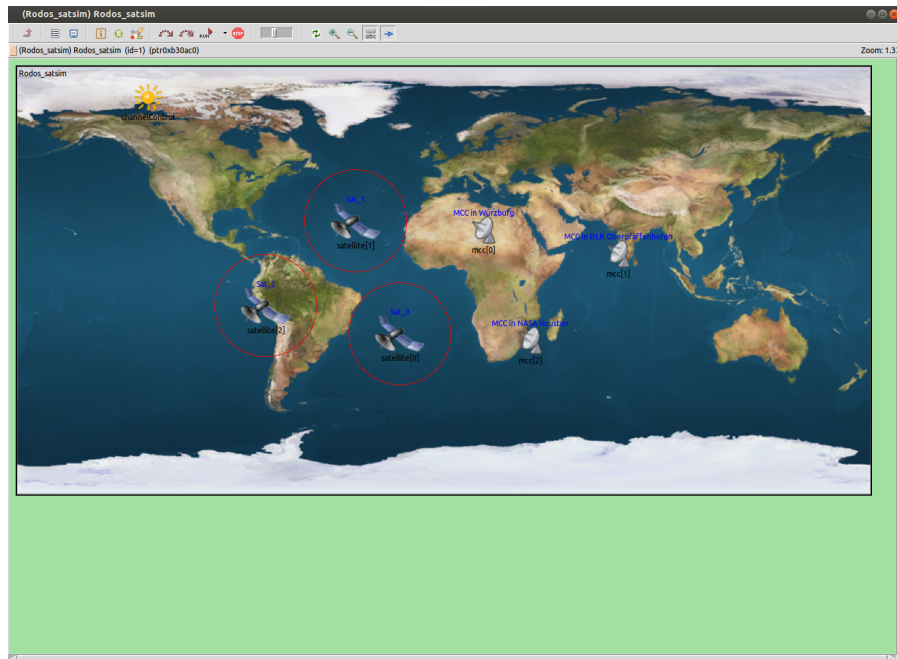 (Rodos_satsim) Rodos_satsim
RUN
STOP
(Rodos_satsim) Rodos_satsim (id=1) (ptr0xb30ac0)
Zoom: 1.3
Rodos_satsim
channelControl
Sat_1
satellite[1]
MCC in Würzburg
mcc[0]
MCC in DLR Oberpfaffenhofen
mcc[1]
Sat_2
satellite[2]
Sat_0
satellite[0]
MCC in NASA Houston
mcc[2]